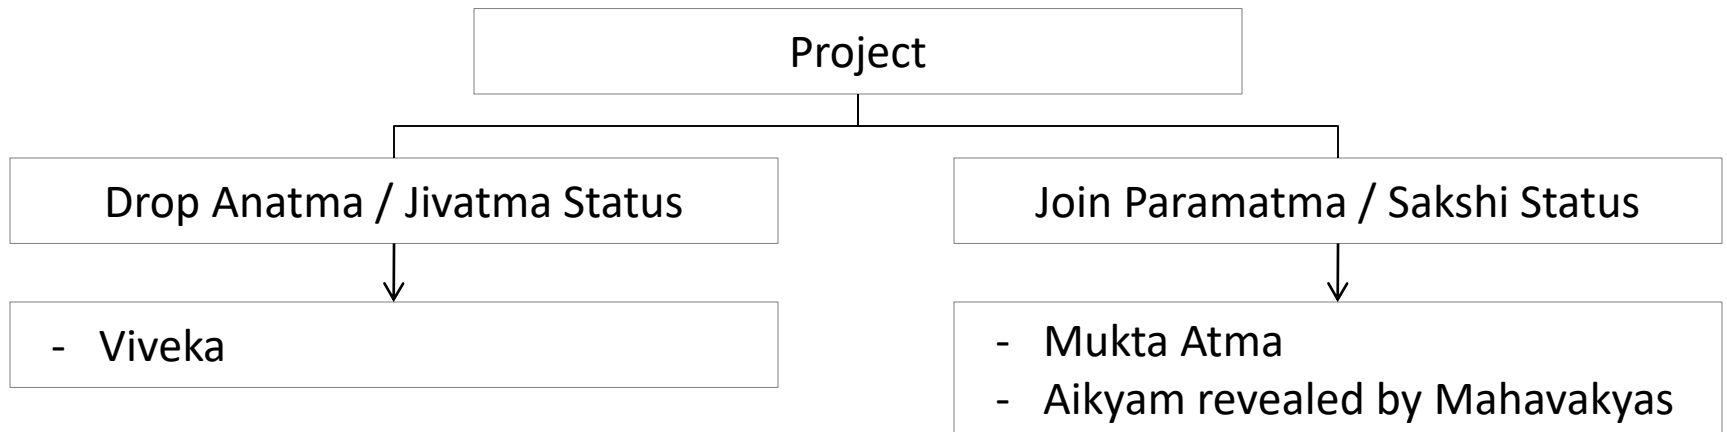 Project
Drop Anatma / Jivatma Status
Join Paramatma / Sakshi Status
- Viveka
- Mukta Atma
- Aikyam revealed by Mahavakyas